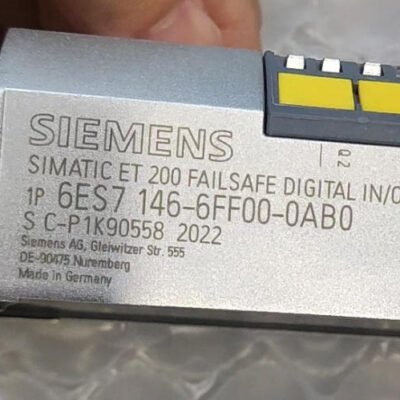 Q2
SIEMENS
SIMATIC ET 200 FAILSAFE DIGITAL IN/O
1P 6ES7 146-6FF00-0AB0
S C-P1K90558 2022
Siemens AG, Gleiwitzer Str. 555
DE-90475 Nuremberg
Made in Germany